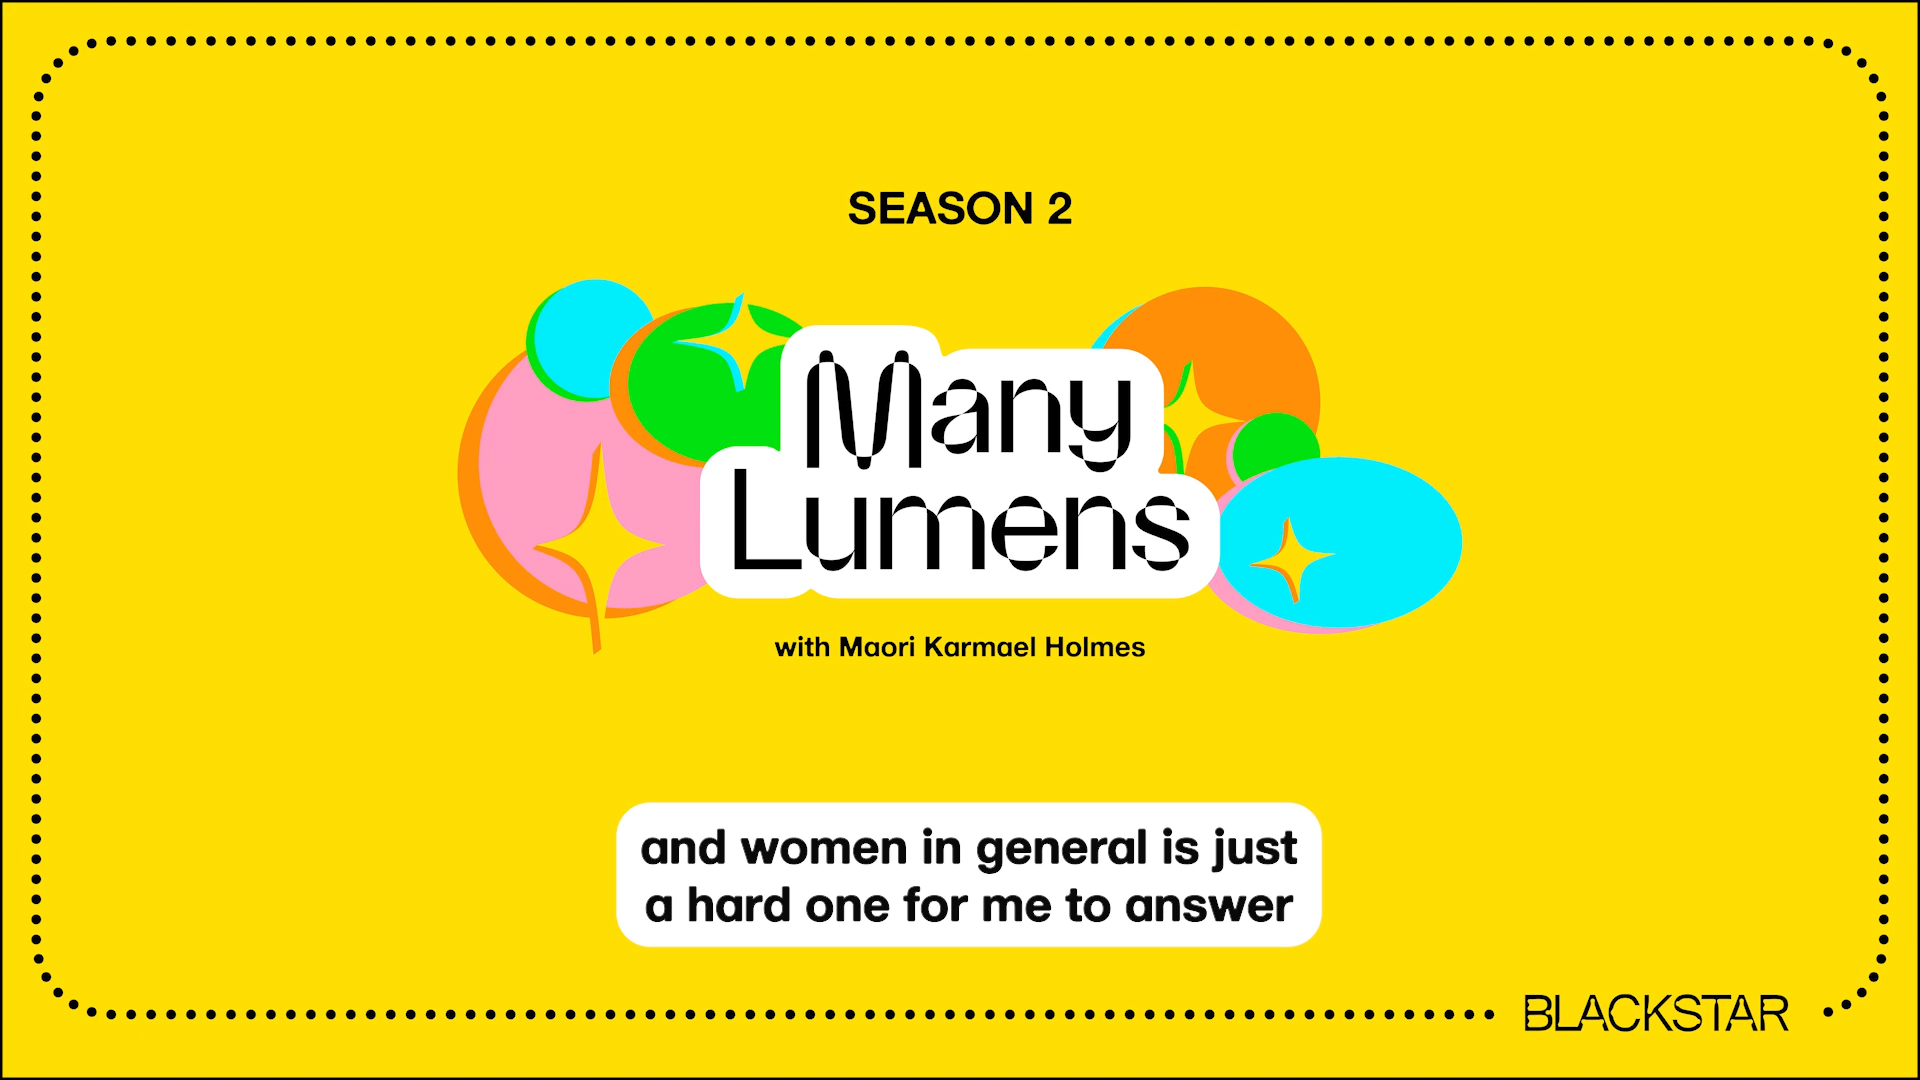 SEASON 2
Many
Lumens
with Maori Karmael Holmes
and women in general is just
a hard one for me to answer
BLACKSTAR